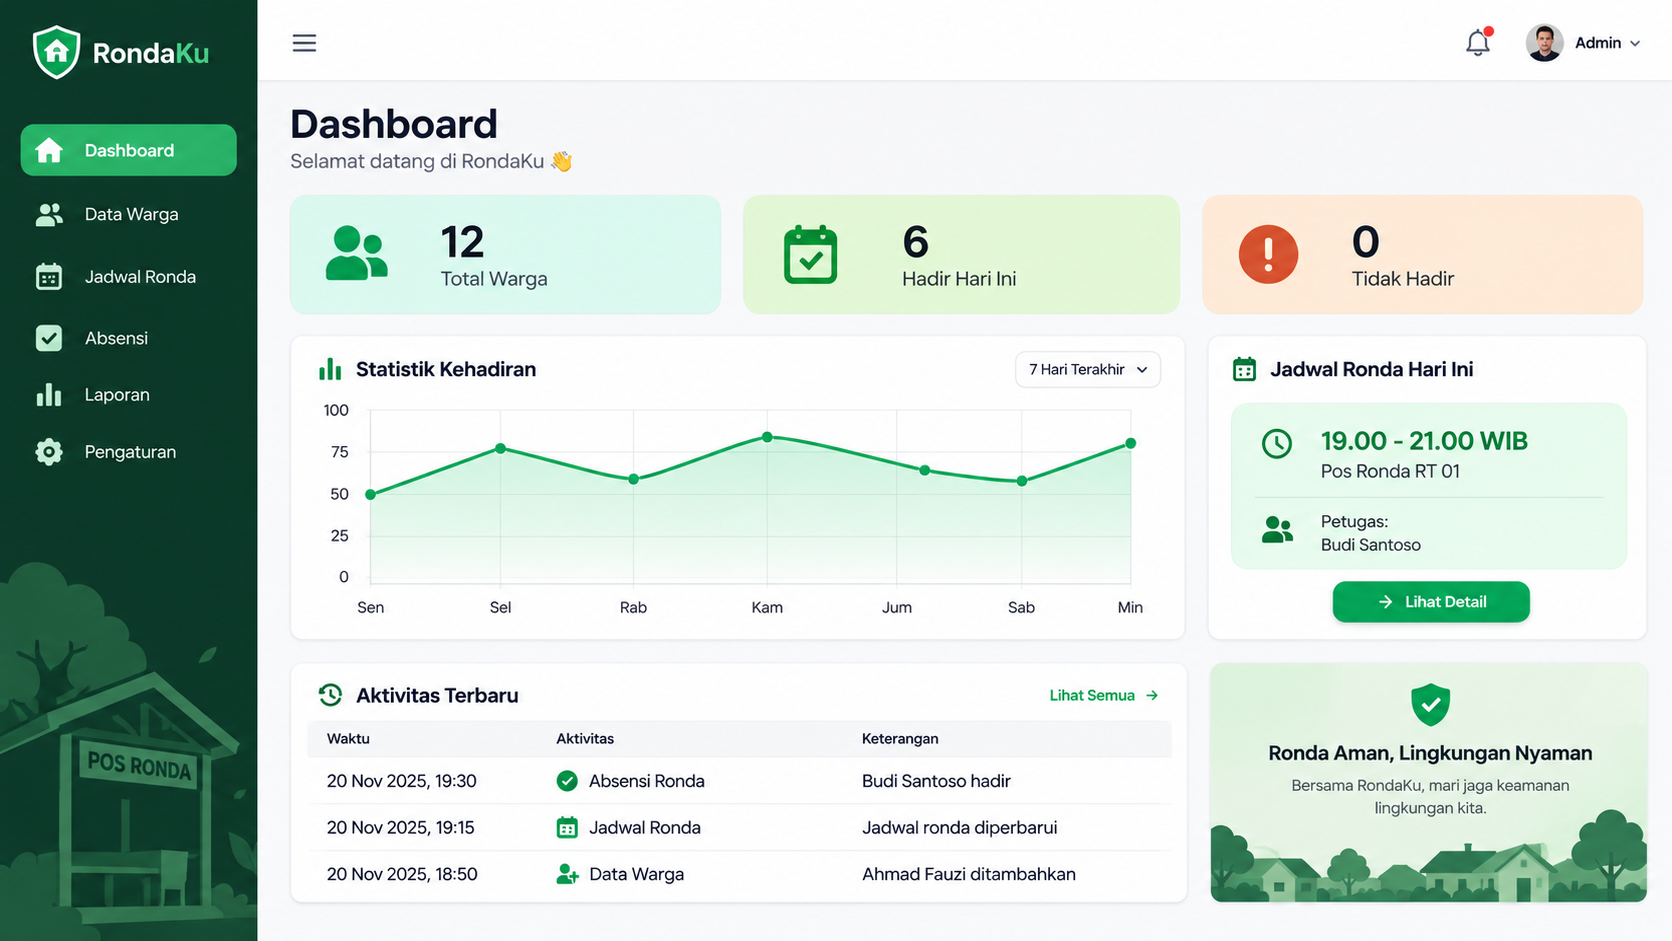 RondaKu
Dashboard
Data Warga
Jadwal Ronda
Absensi
Laporan
Pengaturan
POS RONDA
Admin
Dashboard
Selamat datang di RondaKu 👋
12
Total Warga
6
Hadir Hari Ini
0
Tidak Hadir
Statistik Kehadiran
7 Hari Terakhir
100
75
50
25
0
Sen Sel Rab Kam Jum Sab Min
Jadwal Ronda Hari Ini
19.00 - 21.00 WIB
Pos Ronda RT 01
Petugas:
Budi Santoso
Lihat Detail
Aktivitas Terbaru
Lihat Semua
Waktu Aktivitas Keterangan
20 Nov 2025, 19:30 Absensi Ronda Budi Santoso hadir
20 Nov 2025, 19:15 Jadwal Ronda Jadwal ronda diperbarui
20 Nov 2025, 18:50 Data Warga Ahmad Fauzi ditambahkan
Ronda Aman, Lingkungan Nyaman
Bersama RondaKu, mari jaga keamanan
lingkungan kita.